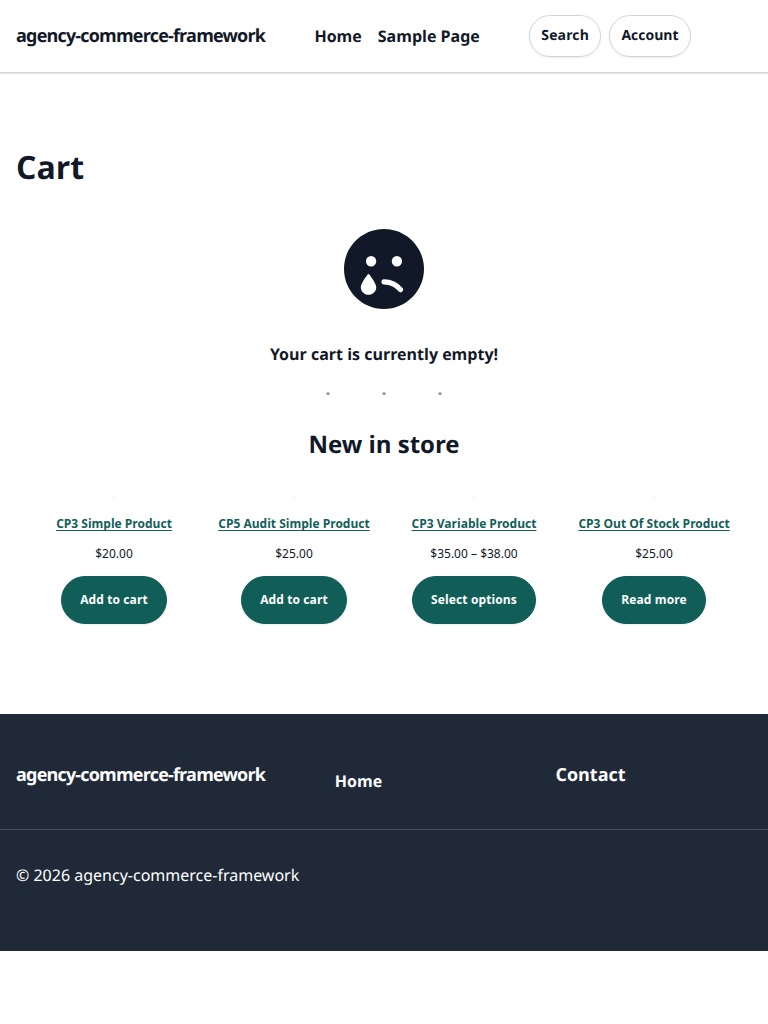 agency-commerce-framework
Home Sample Page
Search Account
Cart
Your cart is currently empty!
New in store
CP3 Simple Product
$20.00
Add to cart
CP5 Audit Simple Product
$25.00
Add to cart
CP3 Variable Product
$35.00 – $38.00
Select options
CP3 Out Of Stock Product
$25.00
Read more
agency-commerce-framework
Home
Contact
© 2026 agency-commerce-framework